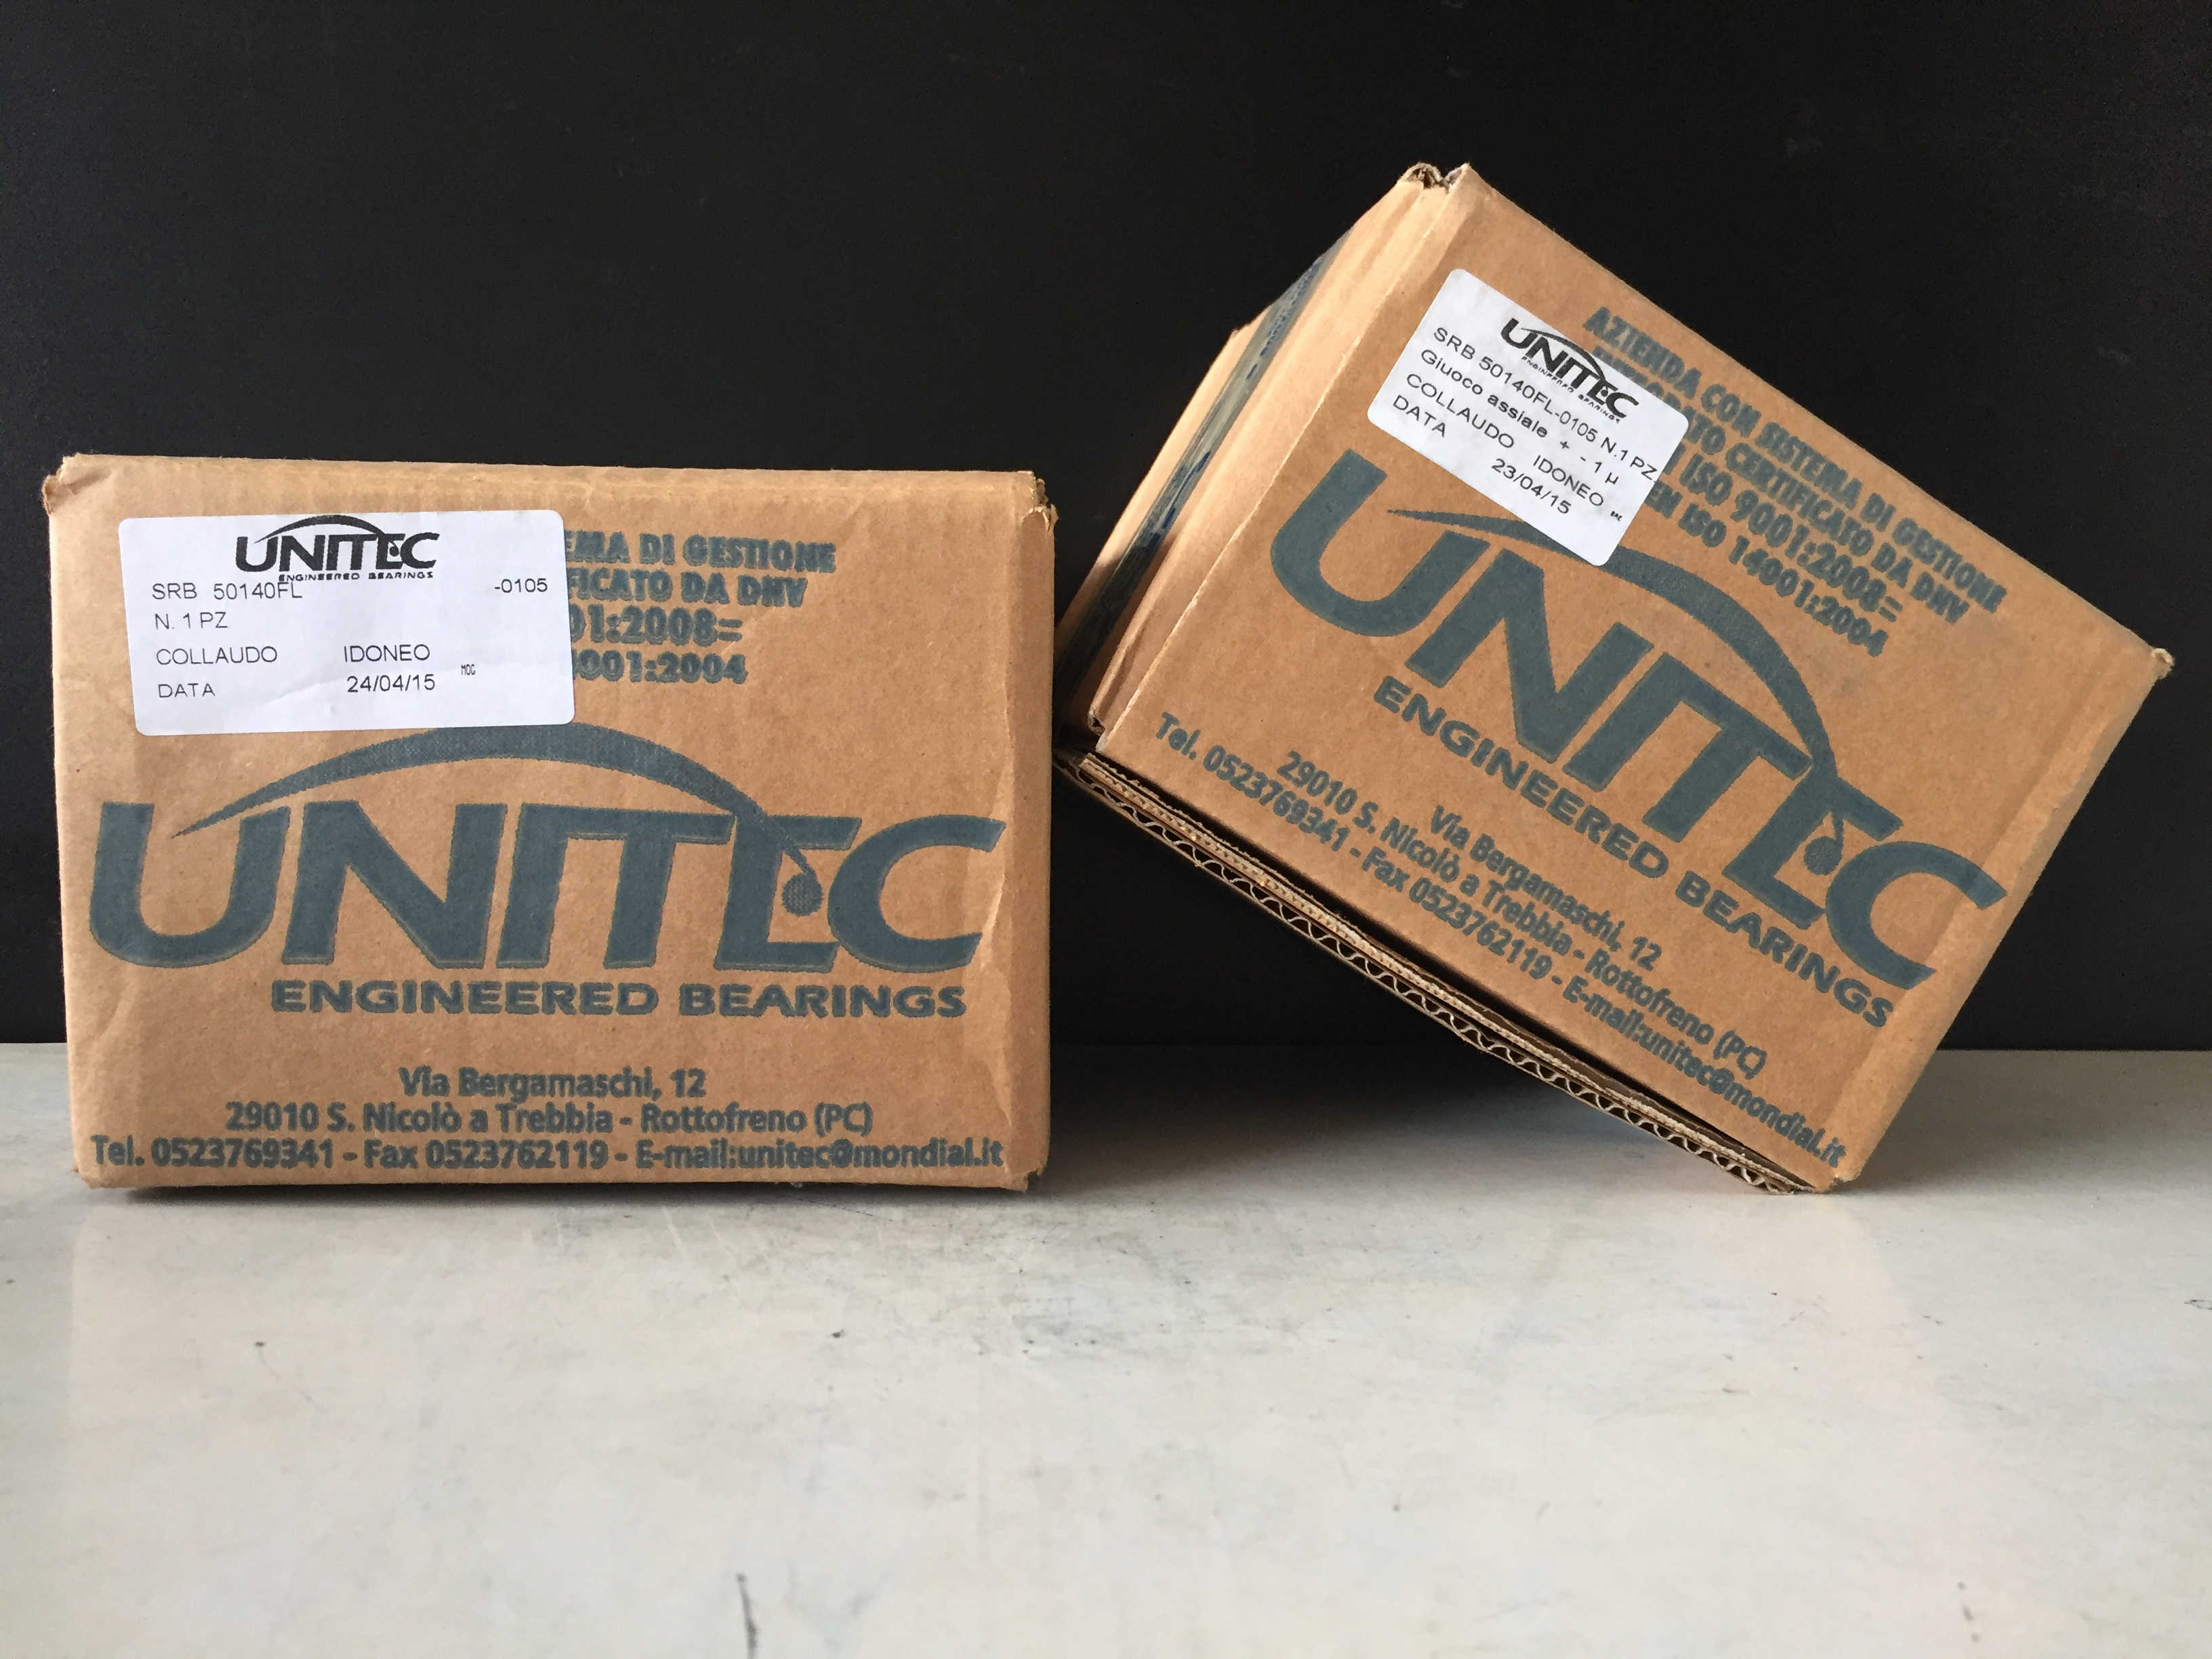 UNITEC
ENGINEERED BEARINGS
SRB 50140FL -0105
N. 1 PZ
COLLAUDO IDONEO
DATA 24/04/15 MOG
EMA DI GESTIONE
FICATO DA DNV
01:2008=
4001:2004
UNITEC
ENGINEERED BEARINGS
Via Bergamaschi, 12
29010 S. Nicolò a Trebbia - Rottofreno (PC)
Tel. 0523769341 - Fax 0523762119 - E-mail:unitec@mondial.it
UNITEC
ENGINEERED BEARINGS
SRB 50140FL-0105 N.1 PZ
Giuoco assiale + - 1 µ
COLLAUDO IDONEO
DATA 23/04/15
AZIENDA CON SISTEMA DI GESTIONE
TO CERTIFICATO DA DNV
ISO 9001:2008=
EN ISO 14001:2004
UNITEC
ENGINEERED BEARINGS
Via Bergamaschi, 12
29010 S. Nicolò a Trebbia - Rottofreno (PC)
Tel. 0523769341 - Fax 0523762119 - E-mail:unitec@mondial.it